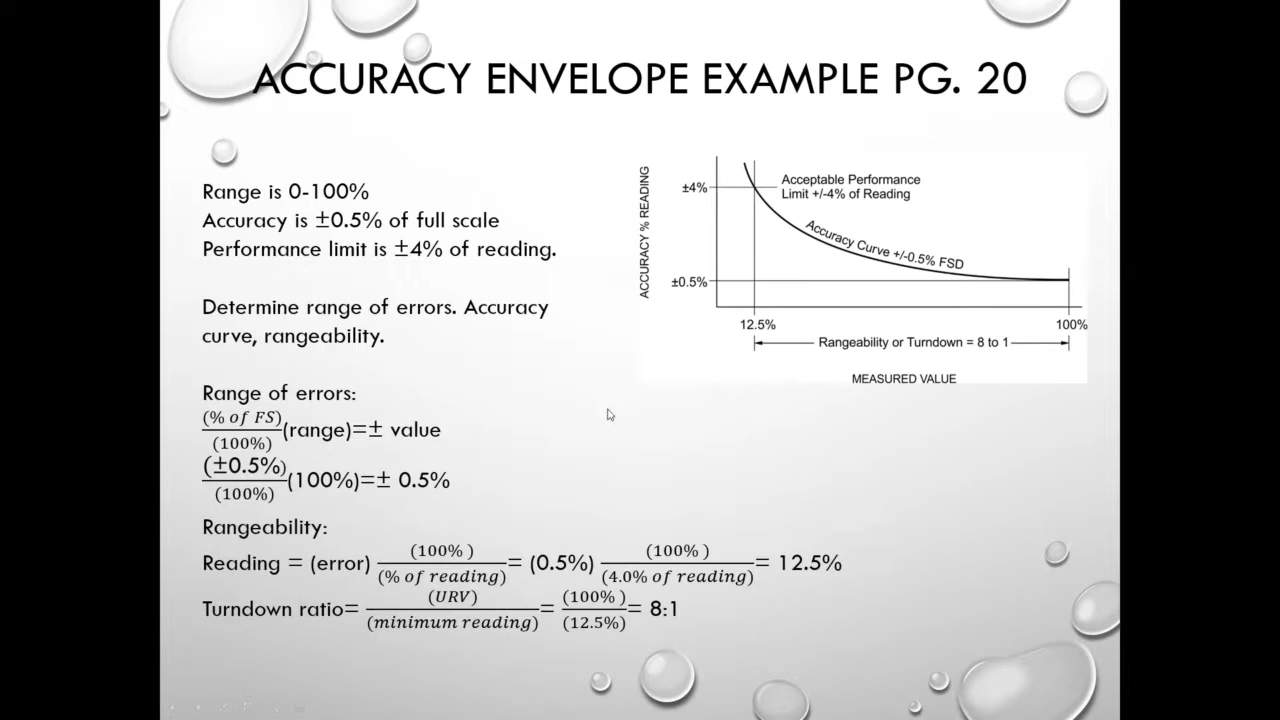 ACCURACY ENVELOPE EXAMPLE PG. 20
Range is 0-100%
Accuracy is ±0.5% of full scale
Performance limit is ±4% of reading.
Determine range of errors. Accuracy
curve, rangeability.
Range of errors:
(% of FS)/(100%) (range)=± value
(±0.5%)/(100%) (100%)=± 0.5%
Rangeability:
Reading = (error) (100% )/(% of reading) = (0.5%) (100% )/(4.0% of reading) = 12.5%
Turndown ratio= (URV)/(minimum reading) = (100% )/(12.5%) = 8:1
ACCURACY % READING
±4%
Acceptable Performance
Limit +/-4% of Reading
Accuracy Curve +/-0.5% FSD
±0.5%
12.5%
100%
Rangeability or Turndown = 8 to 1
MEASURED VALUE